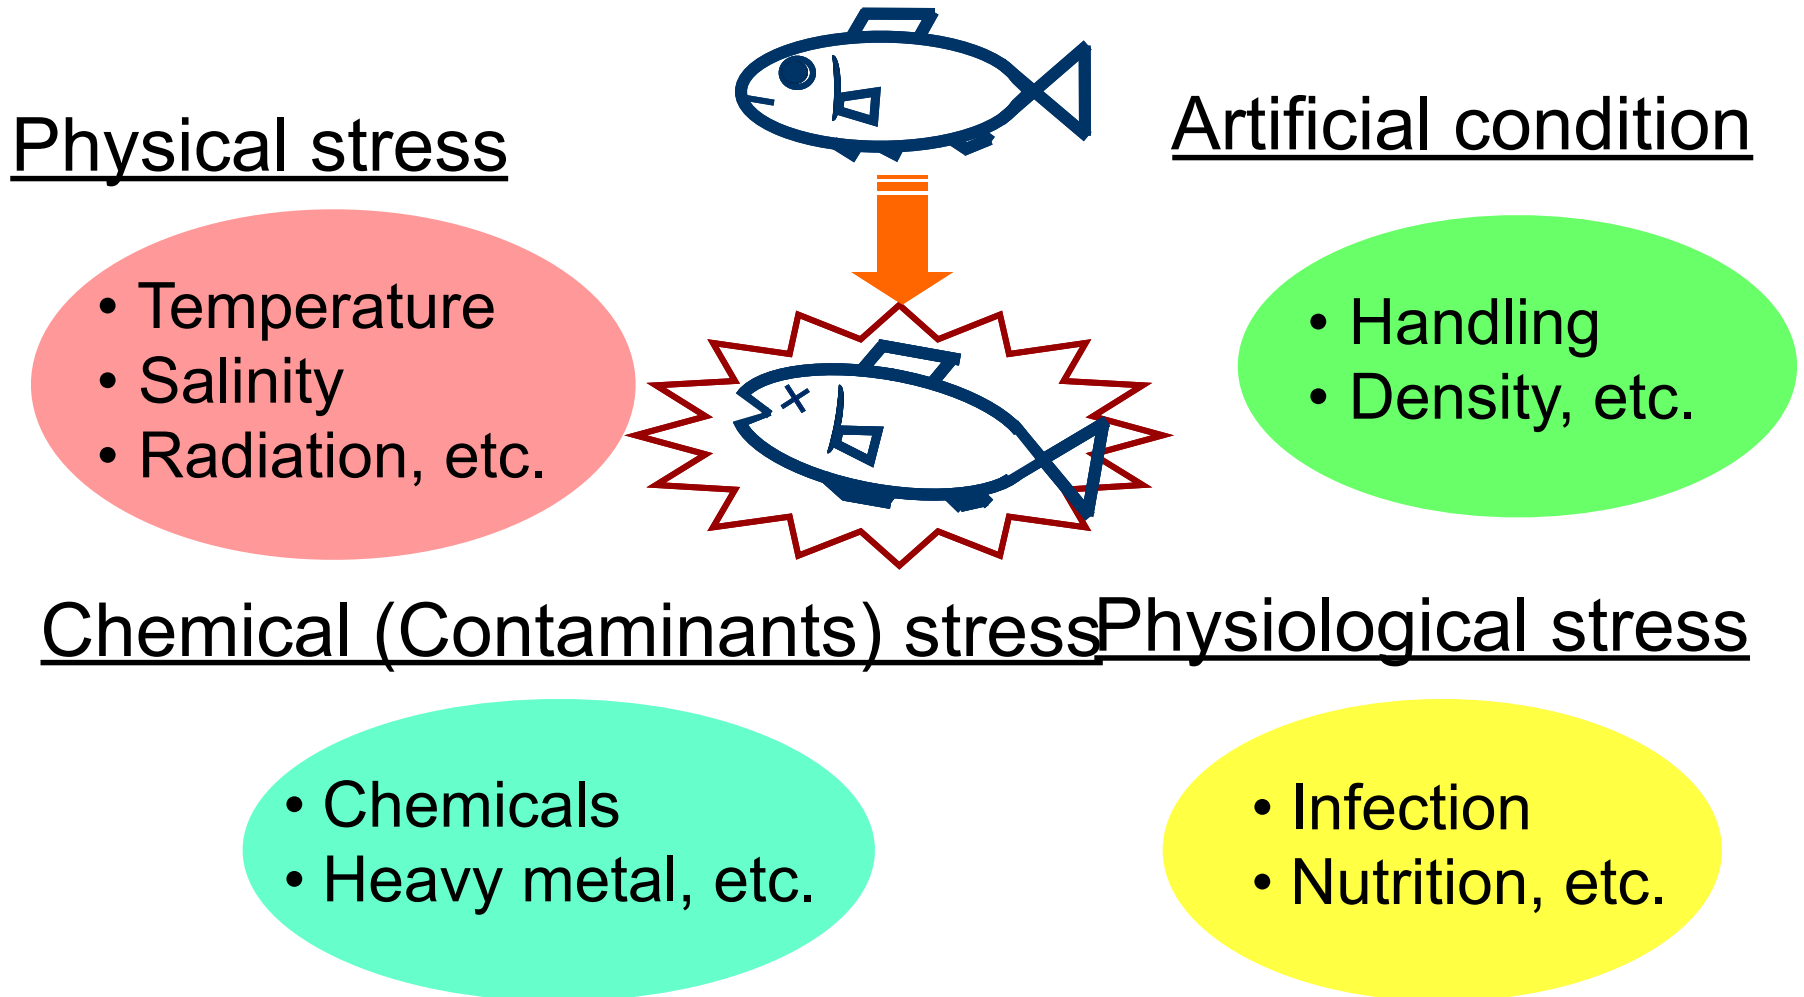 Physical stress
• Temperature
• Salinity
• Radiation, etc.
Artificial condition
• Handling
• Density, etc.
Chemical (Contaminants) stress
• Chemicals
• Heavy metal, etc.
Physiological stress
• Infection
• Nutrition, etc.